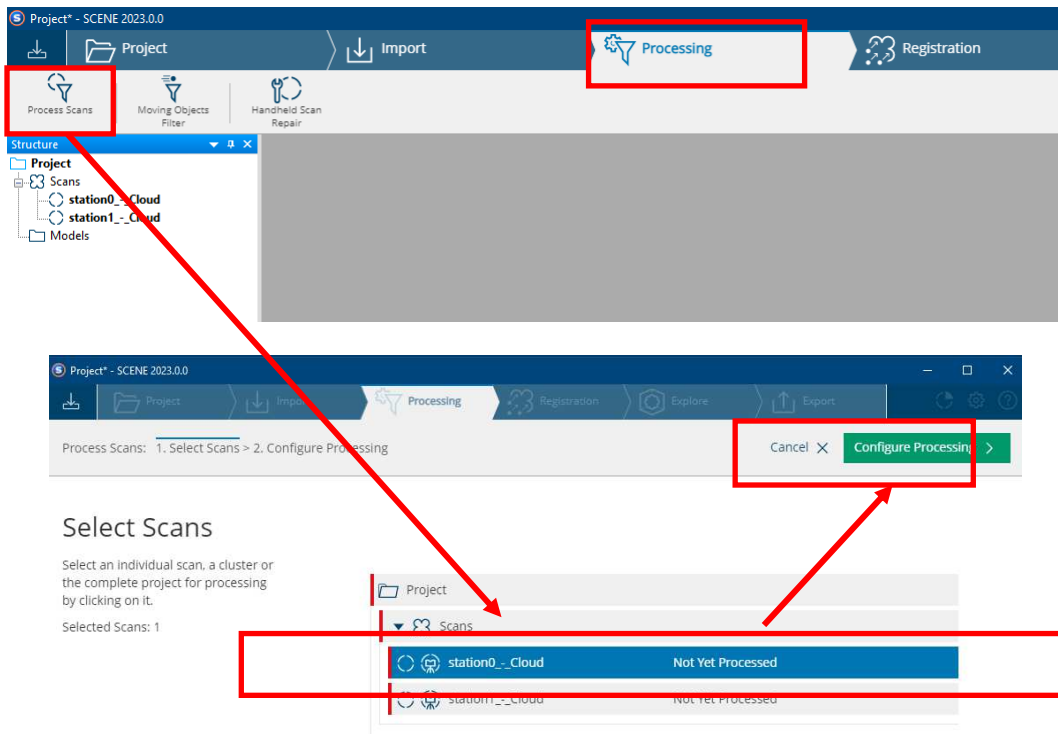 Project* - SCENE 2023.0.0
Project
Import
Processing
Registration
Process Scans
Moving Objects
Filter
Handheld Scan
Repair
Structure
Project
Scans
station0_-_Cloud
station1_-_Cloud
Models
Project* - SCENE 2023.0.0
Project
Import
Processing
Registration
Explore
Export
Process Scans: 1. Select Scans > 2. Configure Processing
Cancel
Configure Processing
Select Scans
Select an individual scan, a cluster or
the complete project for processing
by clicking on it.
Selected Scans: 1
Project
Scans
station0_-_Cloud Not Yet Processed
station1_-_Cloud Not Yet Processed